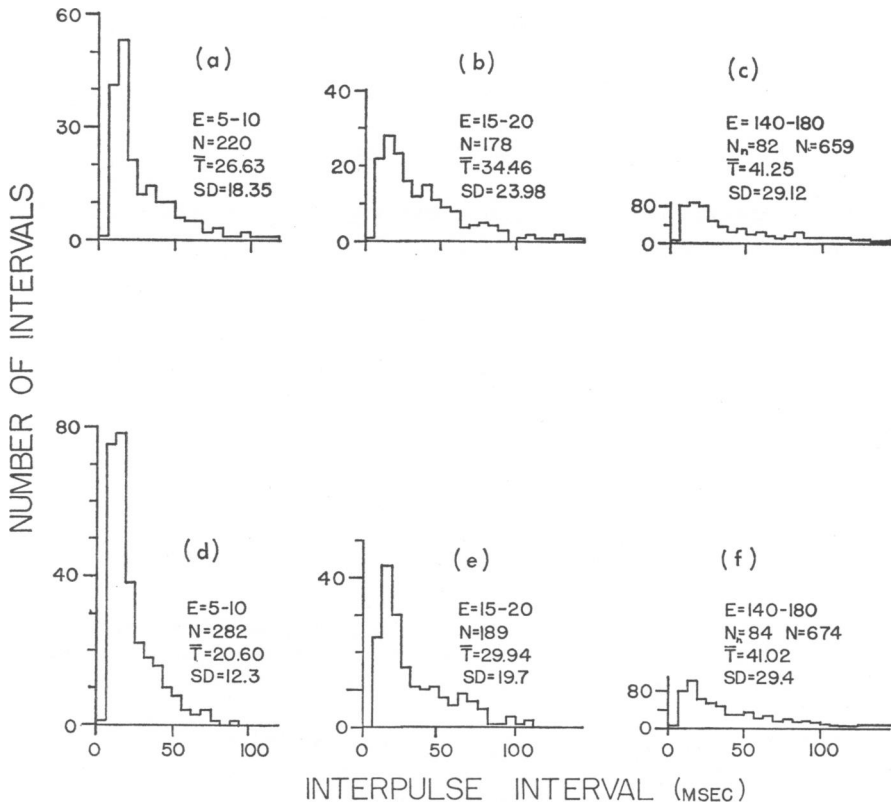 NUMBER OF INTERVALS
60
30
0
(a)
E=5-10
N=220
T̅=26.63
SD=18.35
40
20
0
(b)
E=15-20
N=178
T̅=34.46
SD=23.98
80
0
(c)
E=140-180
Nn=82 N=659
T̅=41.25
SD=29.12
80
40
0
(d)
E=5-10
N=282
T̅=20.60
SD=12.3
0 50 100
40
0
(e)
E=15-20
N=189
T̅=29.94
SD=19.7
0 50 100
80
0
(f)
E=140-180
Nn=84 N=674
T̅=41.02
SD=29.4
0 50 100
INTERPULSE INTERVAL (MSEC)